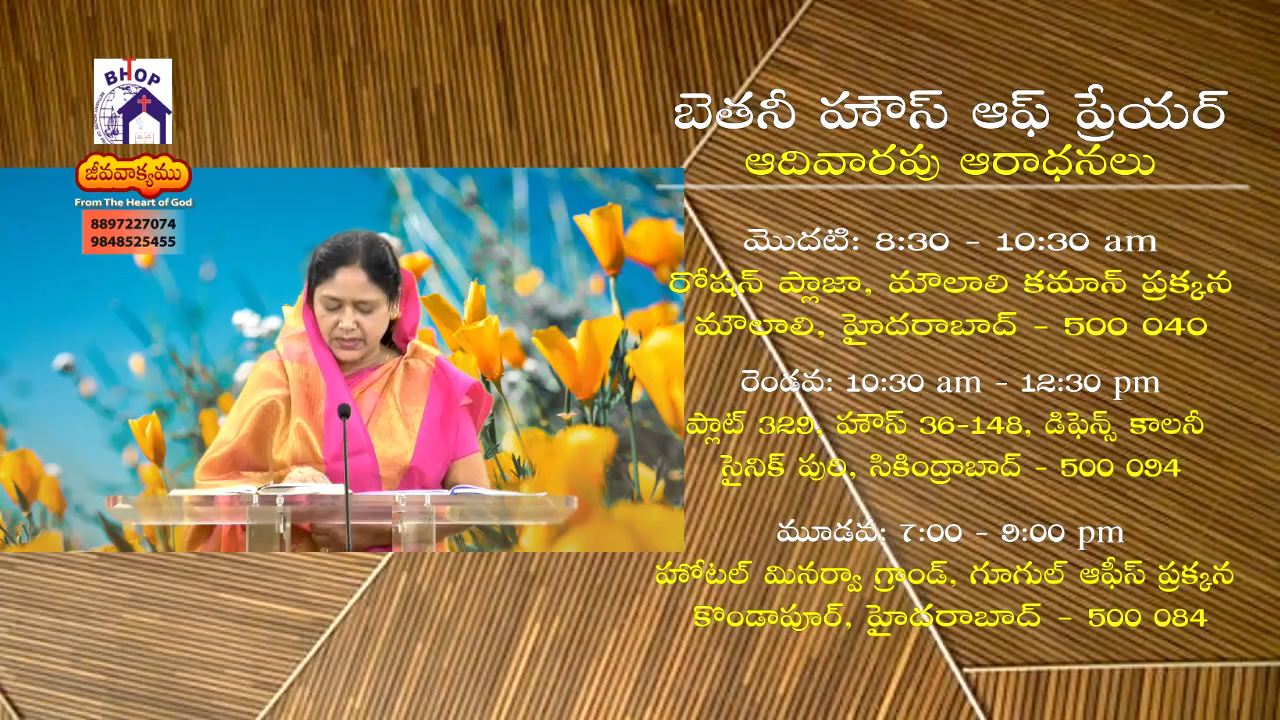 BHOP
జీవవాక్యము
From The Heart of God
8897227074
9848525455
బెతనీ హౌస్ ఆఫ్ ప్రేయర్
ఆదివారపు ఆరాధనలు
మొదటి: 8:30 - 10:30 am
రోషన్ ప్లాజా, మౌలాలి కమాన్ ప్రక్కన
మౌలాలి, హైదరాబాద్ - 500 040
రెండవ: 10:30 am - 12:30 pm
ప్లాట్ 329, హౌస్ 36-148, డిఫెన్స్ కాలనీ
సైనిక్ పురి, సికింద్రాబాద్ - 500 094
మూడవ: 7:00 - 9:00 pm
హోటల్ మినర్వా గ్రాండ్, గూగుల్ ఆఫీస్ ప్రక్కన
కొండాపూర్, హైదరాబాద్ - 500 084